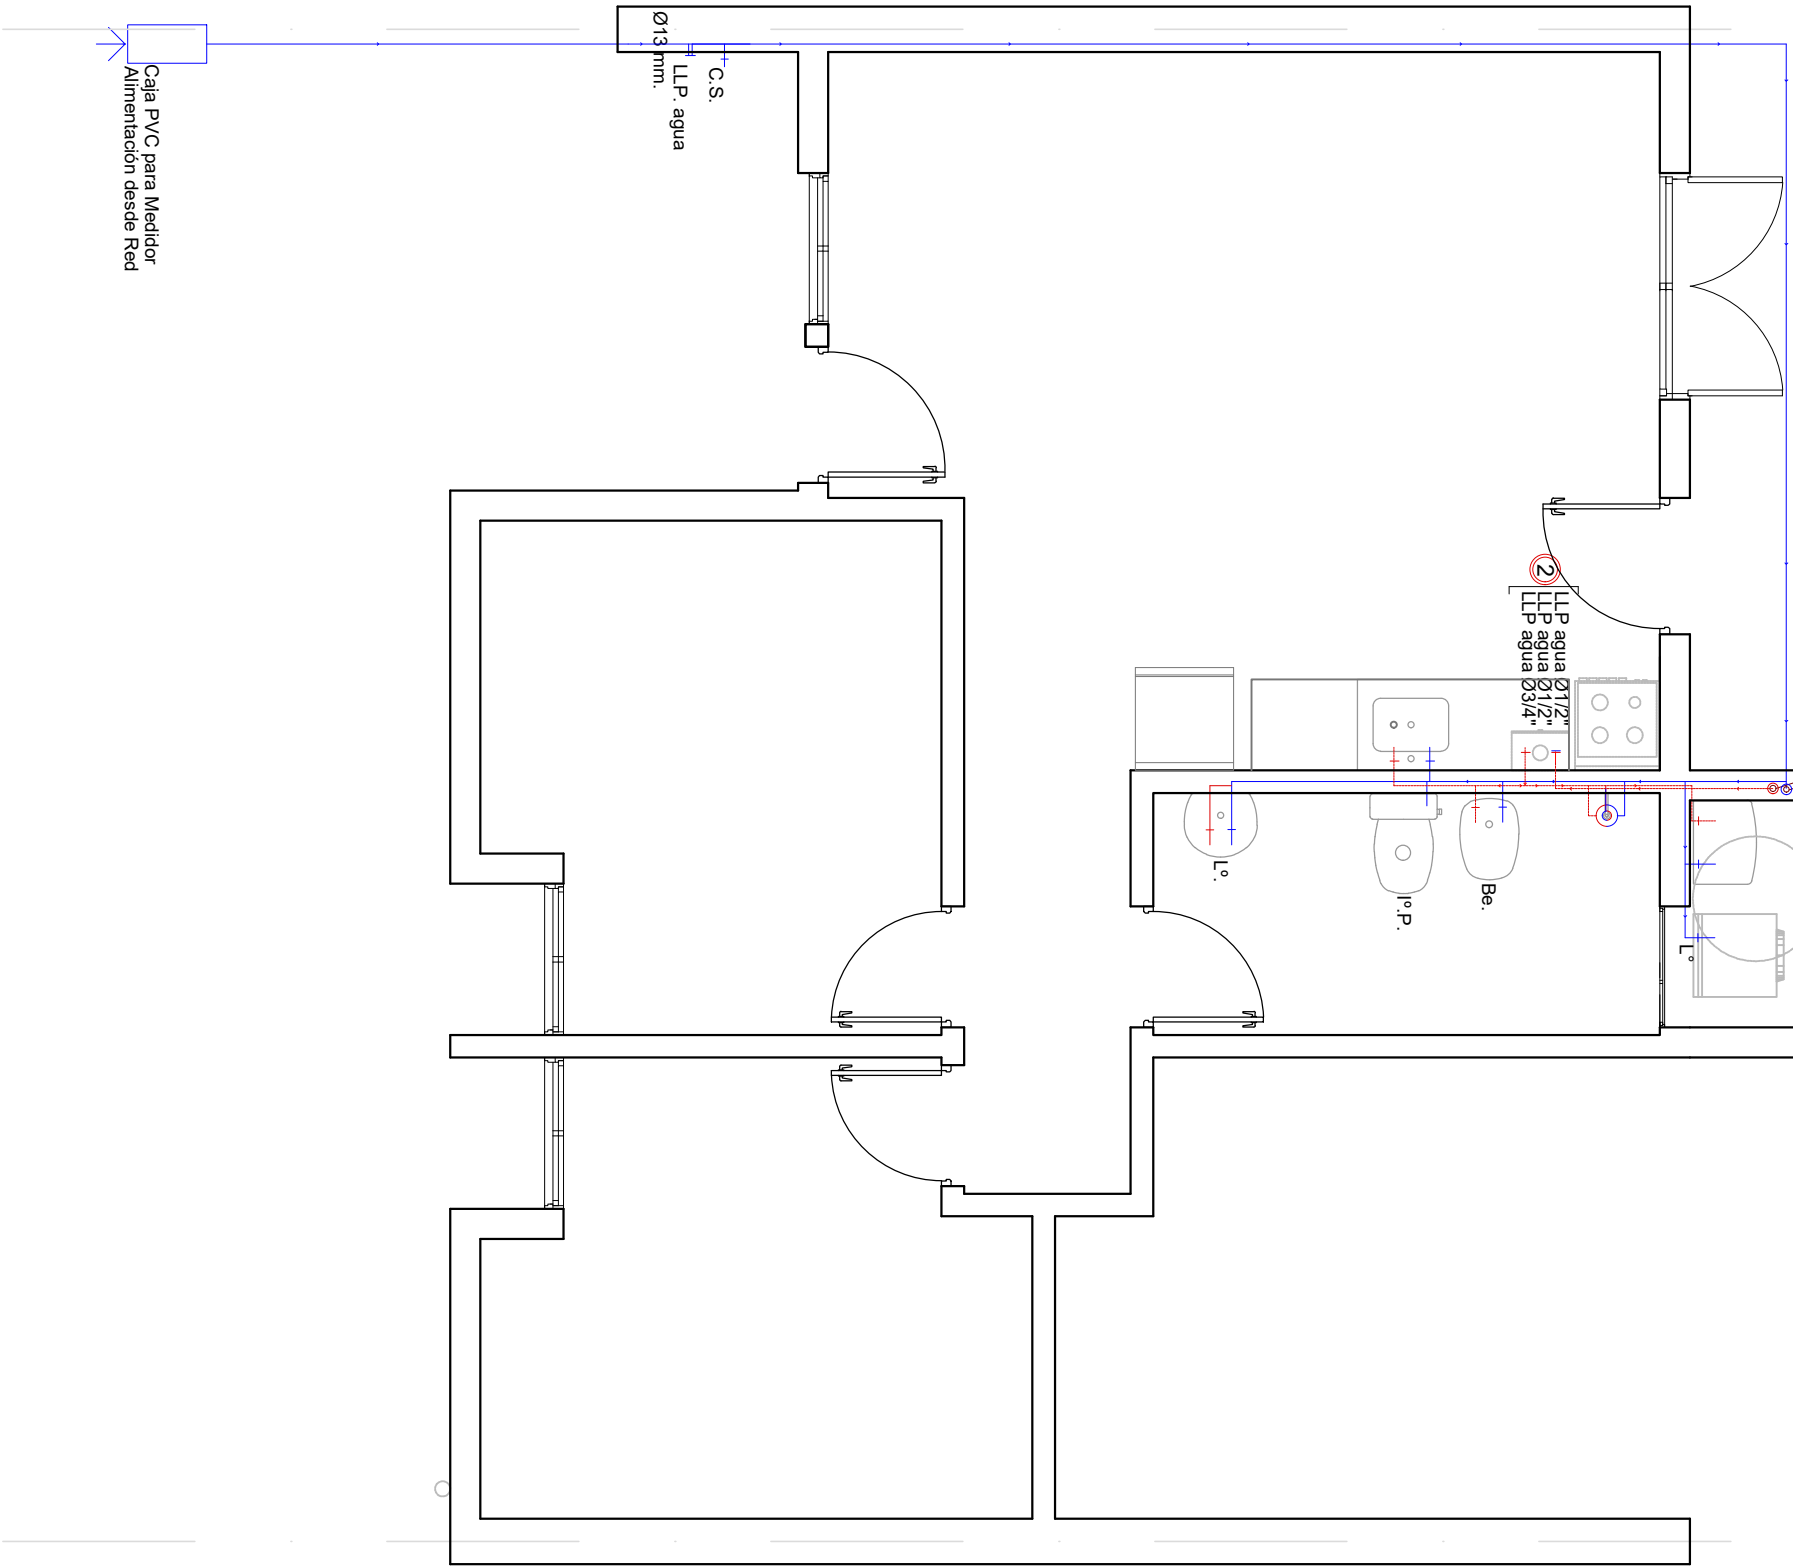 Caja PVC para Medidor
Alimentación desde Red
Ø13 mm.
LLP. agua
C.S.
2
LLP agua Ø1/2"
LLP agua Ø1/2"
LLP agua Ø3/4"
Lº.
Iº.P.
Be.
L.º